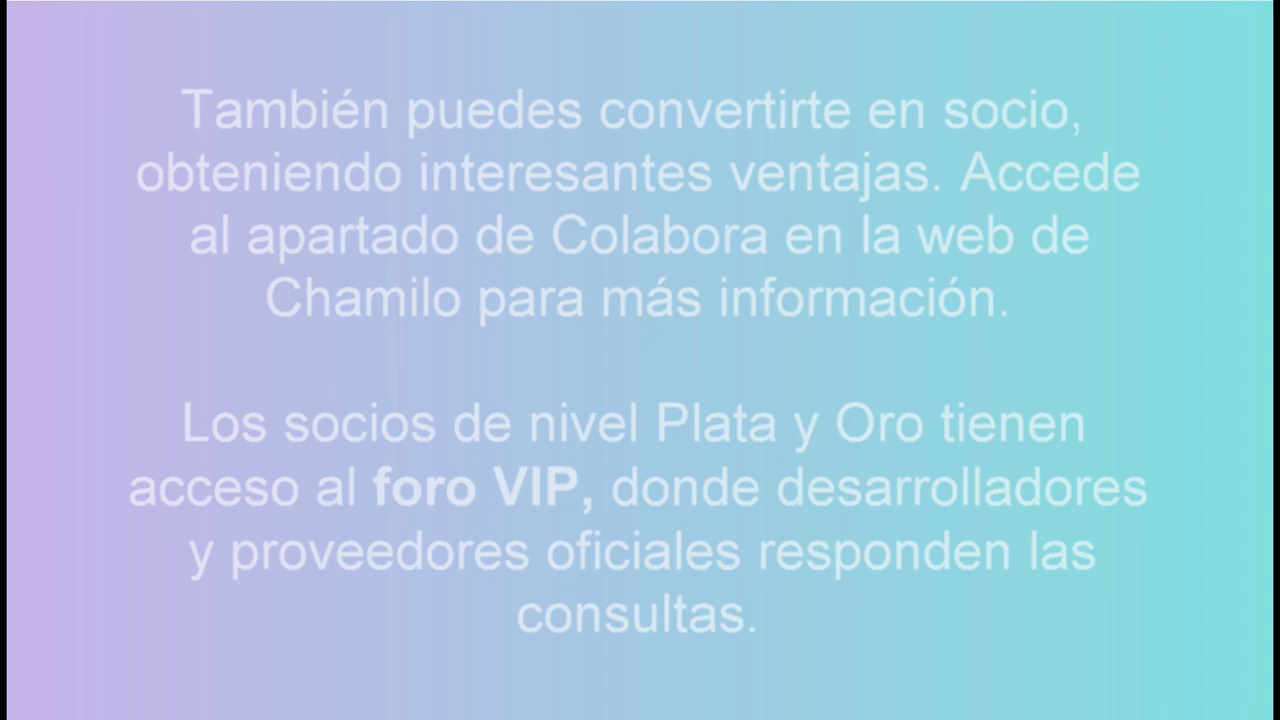 También puedes convertirte en socio,
obteniendo interesantes ventajas. Accede
al apartado de Colabora en la web de
Chamilo para más información.
Los socios de nivel Plata y Oro tienen
acceso al foro VIP, donde desarrolladores
y proveedores oficiales responden las
consultas.